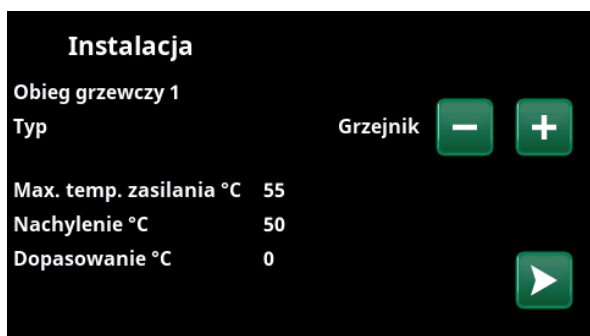 Instalacja
Obieg grzewczy 1
Typ Grzejnik
Max. temp. zasilania °C 55
Nachylenie °C 50
Dopasowanie °C 0